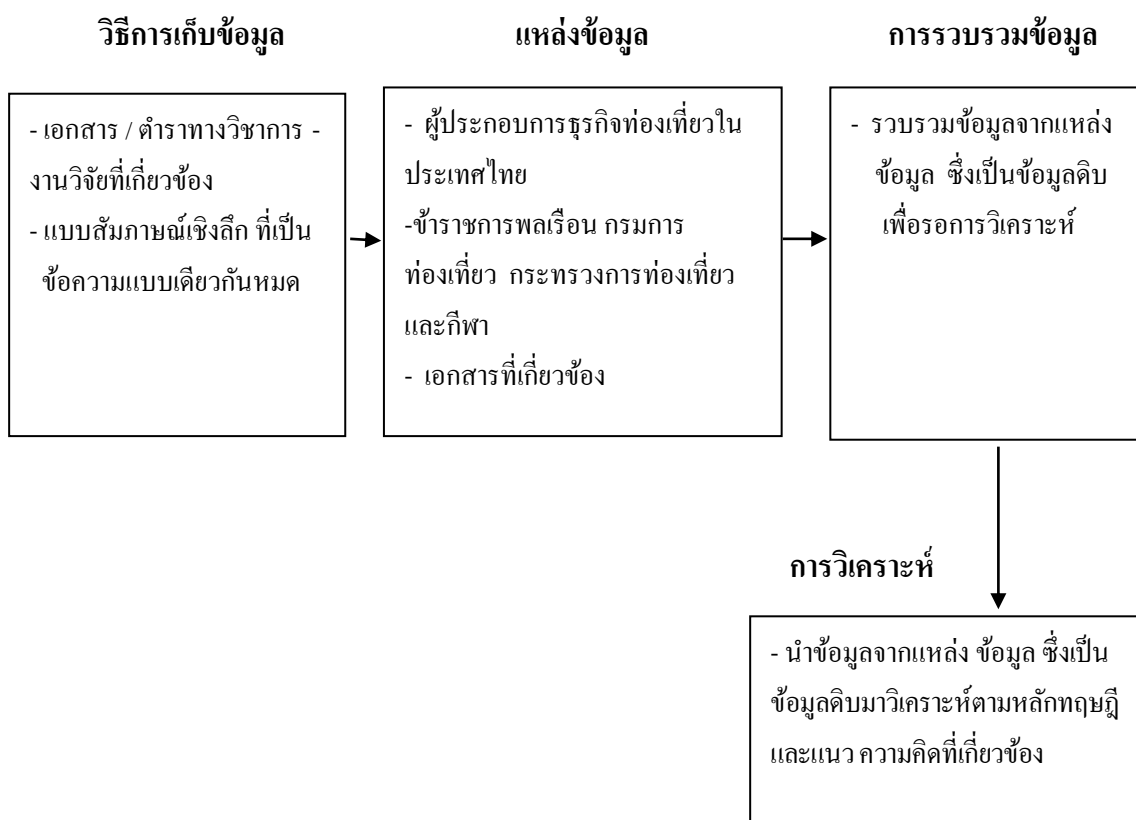 วิธีการเก็บข้อมูล
- เอกสาร / ตำราทางวิชาการ -
งานวิจัยที่เกี่ยวข้อง
- แบบสัมภาษณ์เชิงลึก ที่เป็น
ข้อความแบบเดียวกันหมด
แหล่งข้อมูล
- ผู้ประกอบการธุรกิจท่องเที่ยวใน
ประเทศไทย
-ข้าราชการพลเรือน กรมการ
ท่องเที่ยว กระทรวงการท่องเที่ยว
และกีฬา
- เอกสารที่เกี่ยวข้อง
การรวบรวมข้อมูล
- รวบรวมข้อมูลจากแหล่ง
ข้อมูล ซึ่งเป็นข้อมูลดิบ
เพื่อรอการวิเคราะห์
การวิเคราะห์
- นำข้อมูลจากแหล่ง ข้อมูล ซึ่งเป็น
ข้อมูลดิบมาวิเคราะห์ตามหลักทฤษฎี
และแนว ความคิดที่เกี่ยวข้อง